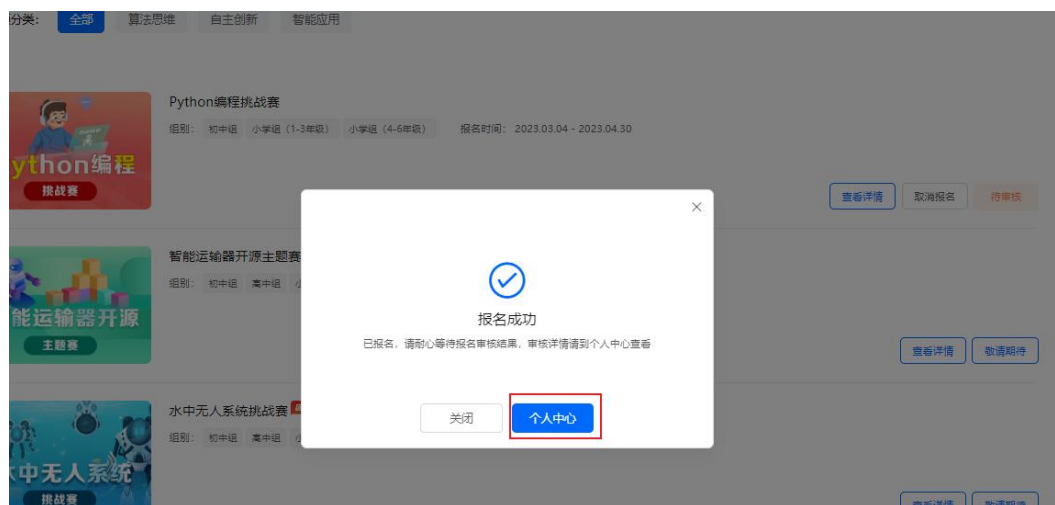 分类： 全部 算法思维 自主创新 智能应用
Python编程挑战赛
组别： 初中组 小学组（1-3年级） 小学组（4-6年级） 报名时间： 2023.03.04 - 2023.04.30
ython编程
挑战赛
查看详情 取消报名 待审核
智能运输器开源主题赛
组别： 初中组 高中组
能运输器开源
主题赛
查看详情 敬请期待
报名成功
已报名，请耐心等待报名审核结果，审核详情请到个人中心查看
关闭 个人中心
水中无人系统挑战赛
组别： 初中组 高中组
中无人系统
挑战赛
查看详情 敬请期待